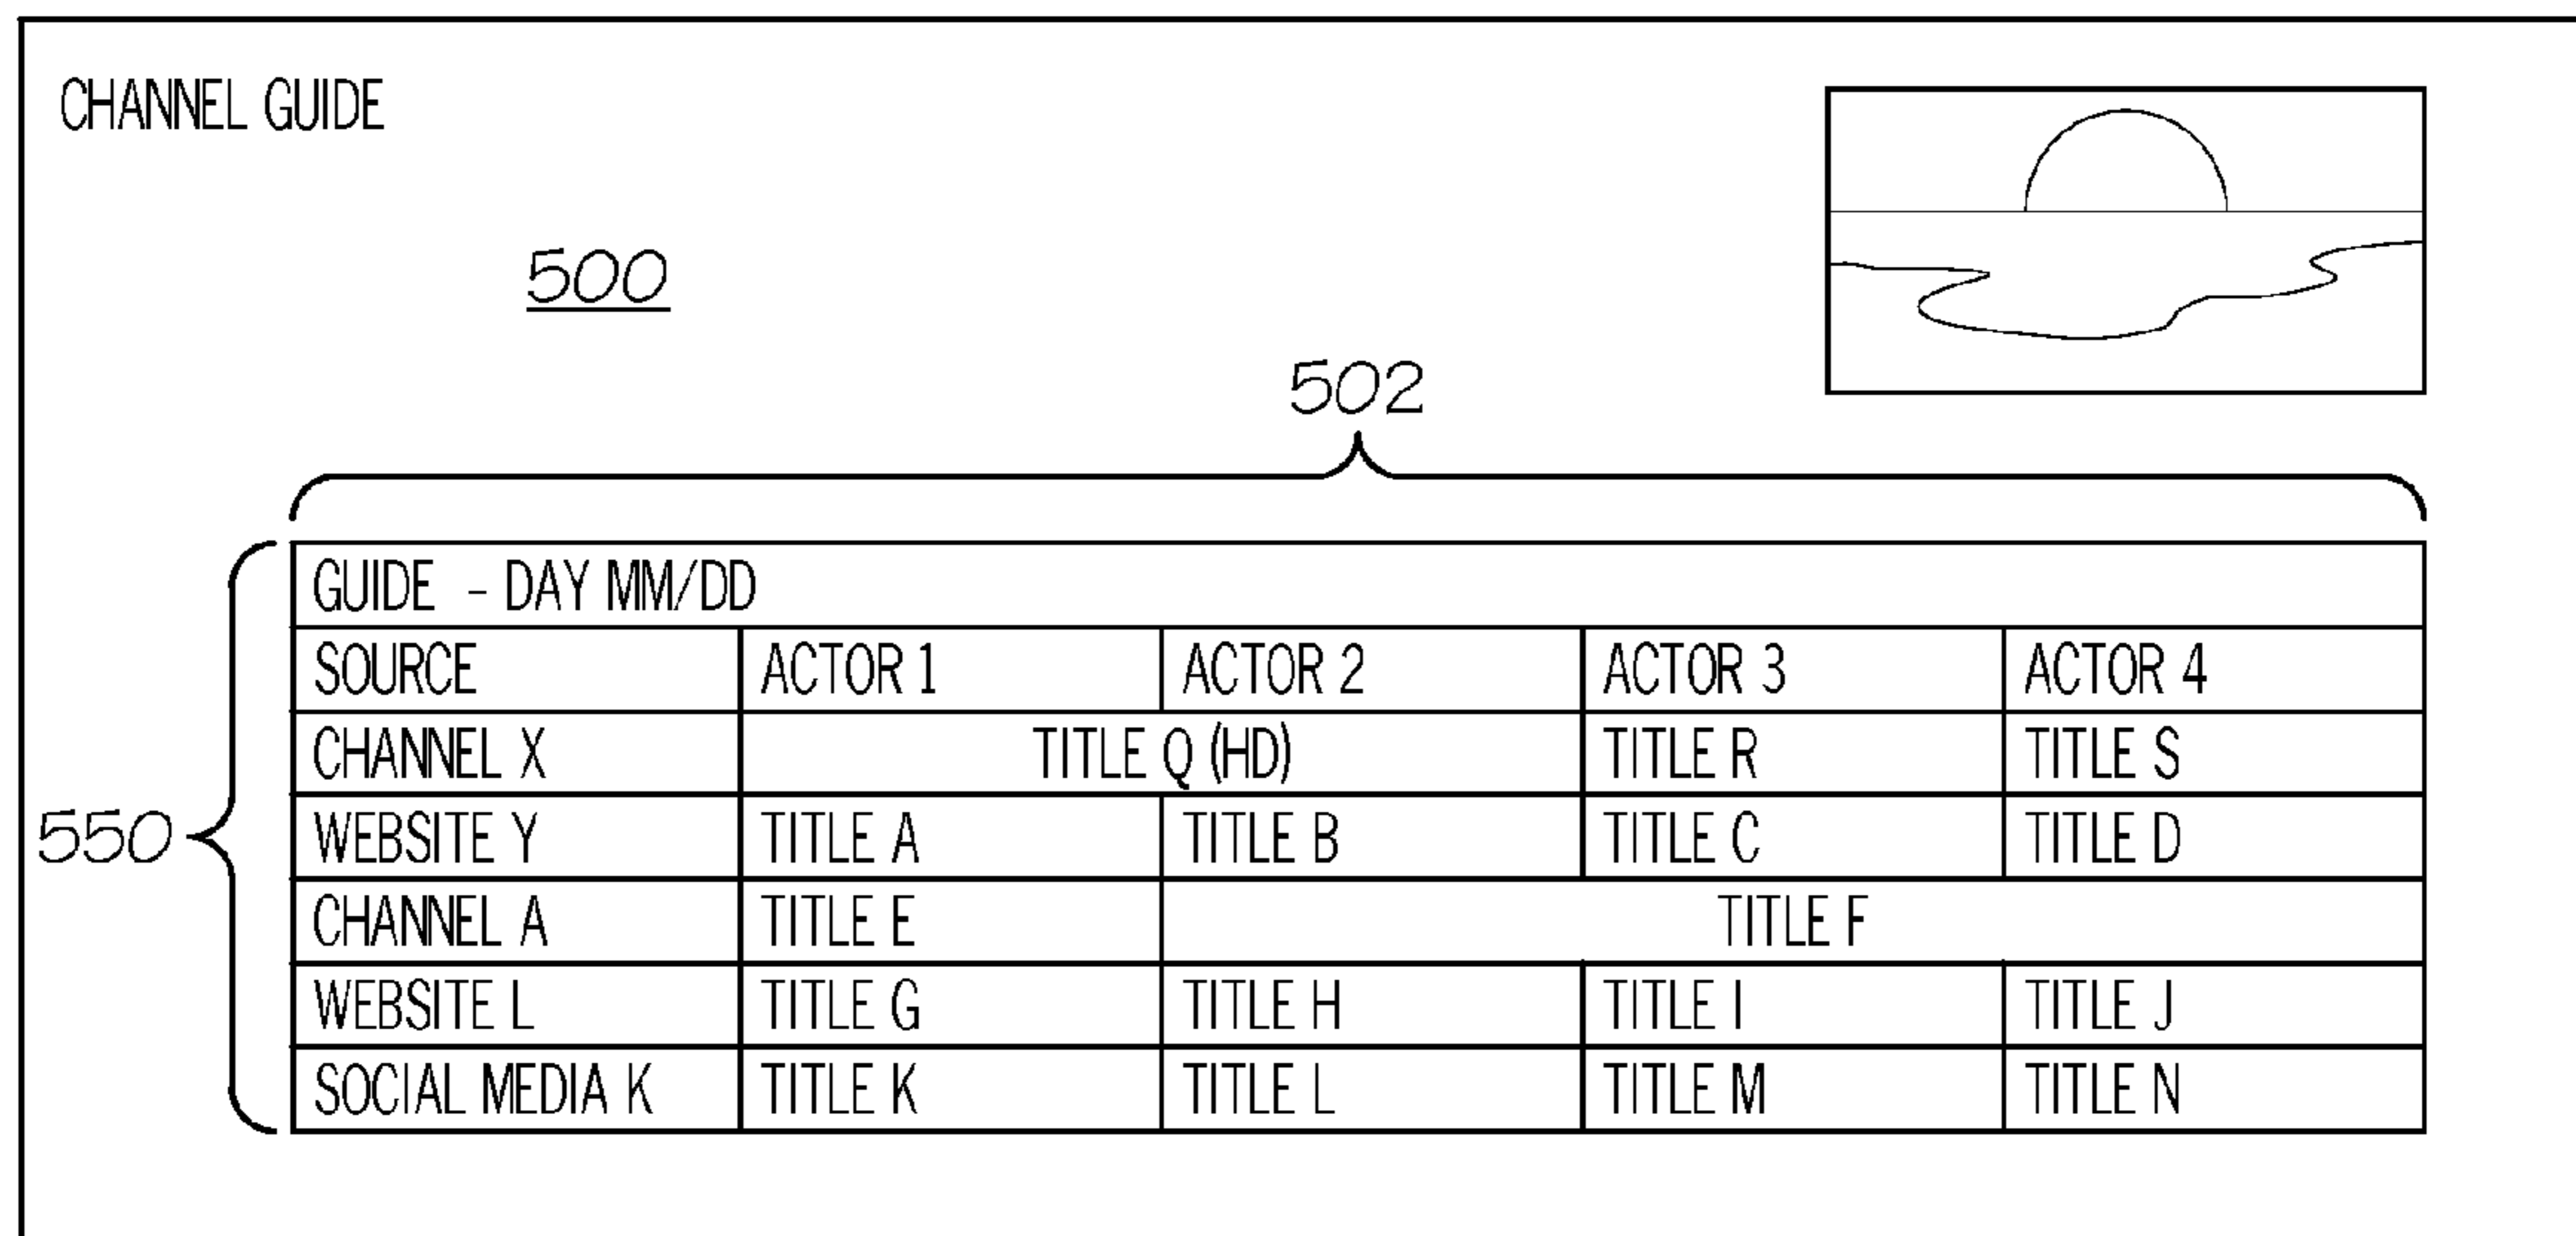 CHANNEL GUIDE
500
502
550
GUIDE - DAY MM/DD
SOURCE ACTOR 1 ACTOR 2 ACTOR 3 ACTOR 4
CHANNEL X TITLE Q (HD) TITLE R TITLE S
WEBSITE Y TITLE A TITLE B TITLE C TITLE D
CHANNEL A TITLE E TITLE F
WEBSITE L TITLE G TITLE H TITLE I TITLE J
SOCIAL MEDIA K TITLE K TITLE L TITLE M TITLE N